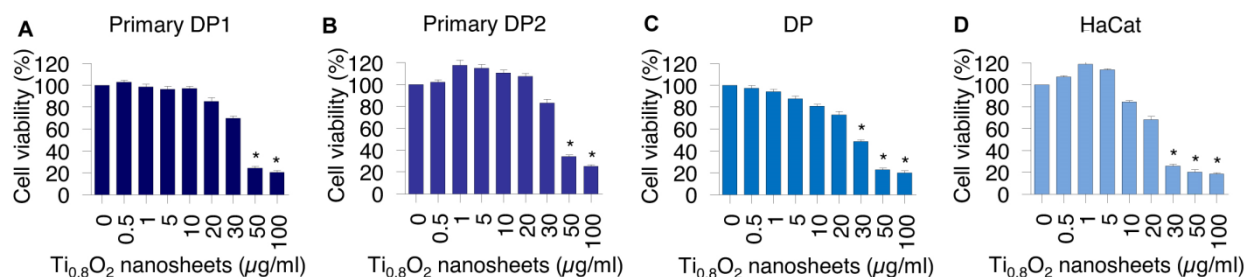 A Primary DP1
Cell viability (%)
120
100
80
60
40
20
0
* *
0 0.5 1 5 10 20 30 50 100
Ti0.8O2 nanosheets (µg/ml)
B Primary DP2
Cell viability (%)
120
100
80
60
40
20
0
* *
0 0.5 1 5 10 20 30 50 100
Ti0.8O2 nanosheets (µg/ml)
C DP
Cell viability (%)
120
100
80
60
40
20
0
* * *
0 0.5 1 5 10 20 30 50 100
Ti0.8O2 nanosheets (µg/ml)
D HaCat
Cell viability (%)
120
100
80
60
40
20
0
* * *
0 0.5 1 5 10 20 30 50 100
Ti0.8O2 nanosheets (µg/ml)